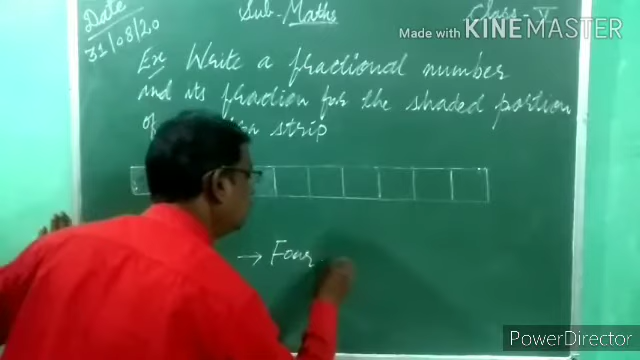 Date
31/08/20
Sub-Maths
Class-V
Made with KINEMASTER
Ex Write a fractional number
and its fraction for the shaded portion
of strip
→ Four
PowerDirector